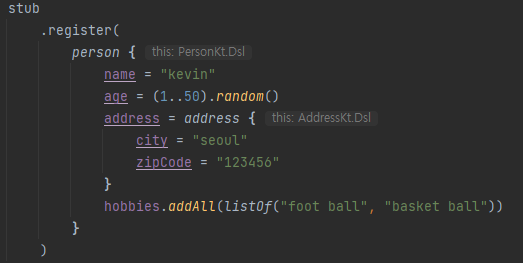 stub
.register(
person { this: PersonKt.Dsl
name = "kevin"
age = (1..50).random()
address = address { this: AddressKt.Dsl
city = "seoul"
zipCode = "123456"
}
hobbies.addAll(listOf("foot ball", "basket ball"))
}
)